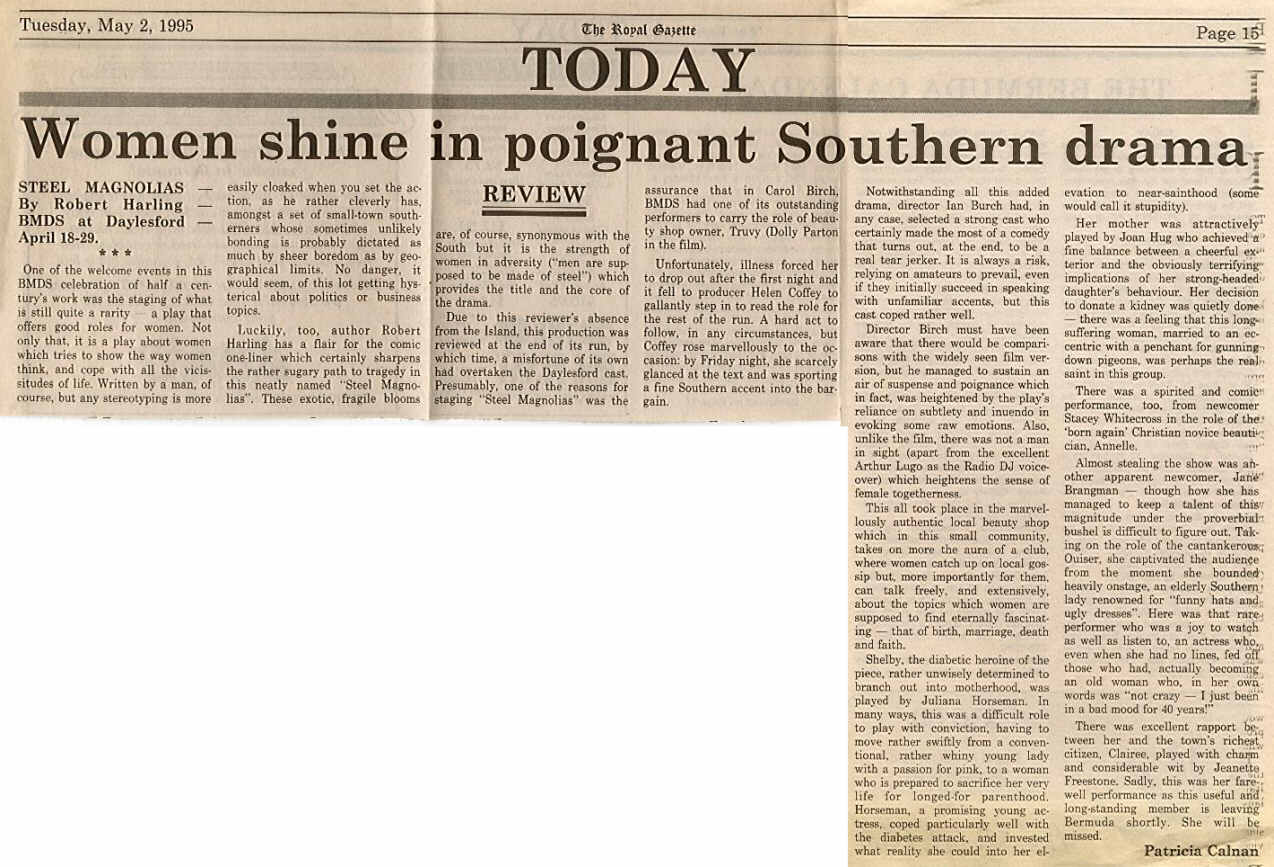 Tuesday, May 2, 1995
The Royal Gazette
Page 15
TODAY
Women shine in poignant Southern drama
STEEL MAGNOLIAS —
By Robert Harling —
BMDS at Daylesford —
April 18-29.
* * *
One of the welcome events in this
BMDS celebration of half a cen-
tury's work was the staging of what
is still quite a rarity — a play that
offers good roles for women. Not
only that, it is a play about women
which tries to show the way women
think, and cope with all the vicis-
situdes of life. Written by a man, of
course, but any stereotyping is more
easily cloaked when you set the ac-
tion, as he rather cleverly has,
amongst a set of small-town south-
erners whose sometimes unlikely
bonding is probably dictated as
much by sheer boredom as by geo-
graphical limits. No danger, it
would seem, of this lot getting hys-
terical about politics or business
topics.
Luckily, too, author Robert
Harling has a flair for the comic
one-liner which certainly sharpens
the rather sugary path to tragedy in
this neatly named "Steel Magno-
lias". These exotic, fragile blooms
REVIEW
are, of course, synonymous with the
South but it is the strength of
women in adversity ("men are sup-
posed to be made of steel") which
provides the title and the core of
the drama.
Due to this reviewer's absence
from the Island, this production was
reviewed at the end of its run, by
which time, a misfortune of its own
had overtaken the Daylesford cast.
Presumably, one of the reasons for
staging "Steel Magnolias" was the
assurance that in Carol Birch,
BMDS had one of its outstanding
performers to carry the role of beau-
ty shop owner, Truvy (Dolly Parton
in the film).
Unfortunately, illness forced her
to drop out after the first night and
it fell to producer Helen Coffey to
gallantly step in to read the role for
the rest of the run. A hard act to
follow, in any circumstances, but
Coffey rose marvellously to the oc-
casion: by Friday night, she scarcely
glanced at the text and was sporting
a fine Southern accent into the bar-
gain.
Notwithstanding all this added
drama, director Ian Burch had, in
any case, selected a strong cast who
certainly made the most of a comedy
that turns out, at the end, to be a
real tear jerker. It is always a risk,
relying on amateurs to prevail, even
if they initially succeed in speaking
with unfamiliar accents, but this
cast coped rather well.
Director Birch must have been
aware that there would be compari-
sons with the widely seen film ver-
sion, but he managed to sustain an
air of suspense and poignance which
in fact, was heightened by the play's
reliance on subtlety and inuendo in
evoking some raw emotions. Also,
unlike the film, there was not a man
in sight (apart from the excellent
Arthur Lugo as the Radio DJ voice-
over) which heightens the sense of
female togetherness.
This all took place in the marvel-
lously authentic local beauty shop
which in this small community,
takes on more the aura of a club,
where women catch up on local gos-
sip but, more importantly for them,
can talk freely, and extensively,
about the topics which women are
supposed to find eternally fascinat-
ing — that of birth, marriage, death
and faith.
Shelby, the diabetic heroine of the
piece, rather unwisely determined to
branch out into motherhood, was
played by Juliana Horseman. In
many ways, this was a difficult role
to play with conviction, having to
move rather swiftly from a conven-
tional, rather whiny young lady
with a passion for pink, to a woman
who is prepared to sacrifice her very
life for longed-for parenthood.
Horseman, a promising young ac-
tress, coped particularly well with
the diabetes attack, and invested
what reality she could into her el-
evation to near-sainthood (some
would call it stupidity).
Her mother was attractively
played by Joan Hug who achieved a
fine balance between a cheerful ex-
terior and the obviously terrifying
implications of her strong-headed
daughter's behaviour. Her decision
to donate a kidney was quietly done
— there was a feeling that this long-
suffering woman, married to an ec-
centric with a penchant for gunning
down pigeons, was perhaps the real
saint in this group.
There was a spirited and comic
performance, too, from newcomer
Stacey Whitecross in the role of the
'born again' Christian novice beauti-
cian, Annelle.
Almost stealing the show was an-
other apparent newcomer, Jane
Brangman — though how she has
managed to keep a talent of this
magnitude under the proverbial
bushel is difficult to figure out. Tak-
ing on the role of the cantankerous
Ouiser, she captivated the audience
from the moment she bounded
heavily onstage, an elderly Southern
lady renowned for "funny hats and
ugly dresses". Here was that rare
performer who was a joy to watch
as well as listen to, an actress who,
even when she had no lines, fed off
those who had, actually becoming
an old woman who, in her own
words was "not crazy — I just been
in a bad mood for 40 years!"
There was excellent rapport be-
tween her and the town's richest
citizen, Clairee, played with charm
and considerable wit by Jeanette
Freestone. Sadly, this was her fare-
well performance as this useful and
long-standing member is leaving
Bermuda shortly. She will be
missed.
Patricia Calnan